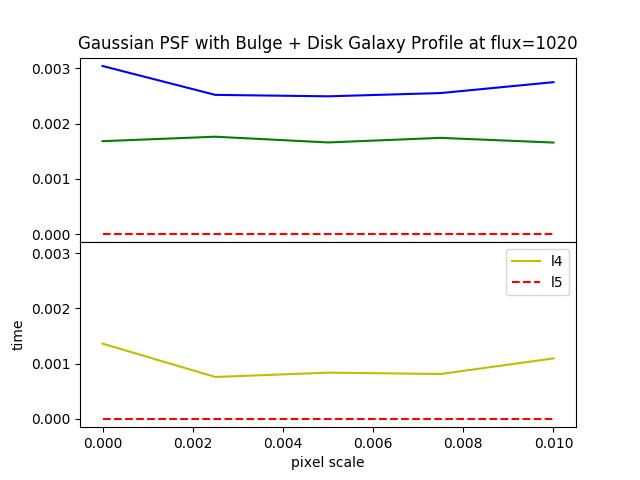 Gaussian PSF with Bulge + Disk Galaxy Profile at flux=1020
0.003
0.002
0.001
0.000
0.003
0.002
0.001
0.000
time
l4
l5
0.000 0.002 0.004 0.006 0.008 0.010
pixel scale